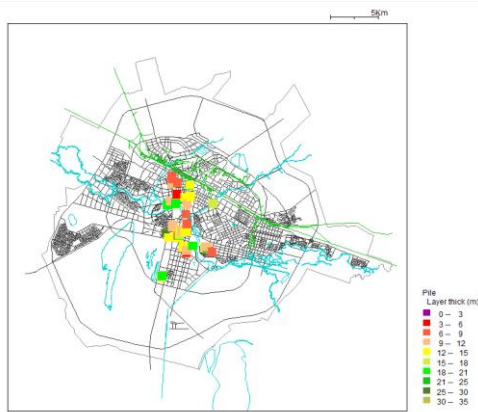 5Km
Pile
Layer thick (m)
0 – 3
3 – 6
6 – 9
9 – 12
12 – 15
15 – 18
18 – 21
21 – 25
25 – 30
30 – 35